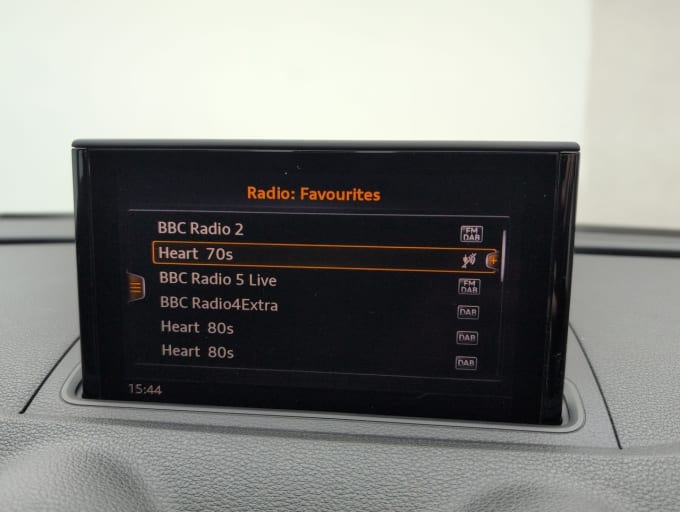 Radio: Favourites
BBC Radio 2 FM DAB
Heart 70s
BBC Radio 5 Live FM DAB
BBC Radio4Extra DAB
Heart 80s DAB
Heart 80s DAB
15:44